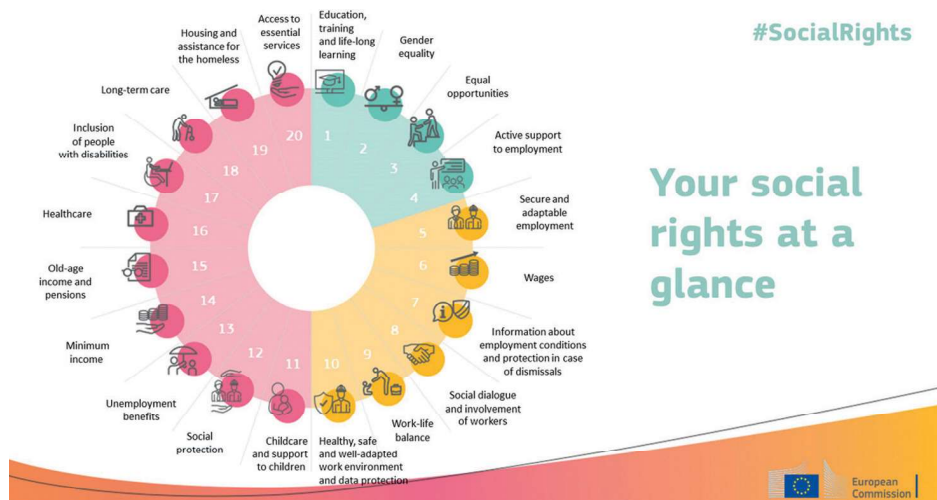 #SocialRights
Your social
rights at a
glance
Education,
training
and life-long
learning
Gender
equality
Equal
opportunities
Active support
to employment
Secure and
adaptable
employment
Wages
Information about
employment conditions
and protection in case
of dismissals
Social dialogue
and involvement
of workers
Work-life
balance
Healthy, safe
and well-adapted
work environment
and data protection
Childcare
and support
to children
Social
protection
Unemployment
benefits
Minimum
income
Old-age
income and
pensions
Healthcare
Inclusion
of people
with disabilities
Long-term care
Housing and
assistance for
the homeless
Access to
essential
services
1
2
3
4
5
6
7
8
9
10
11
12
13
14
15
16
17
18
19
20
European
Commission